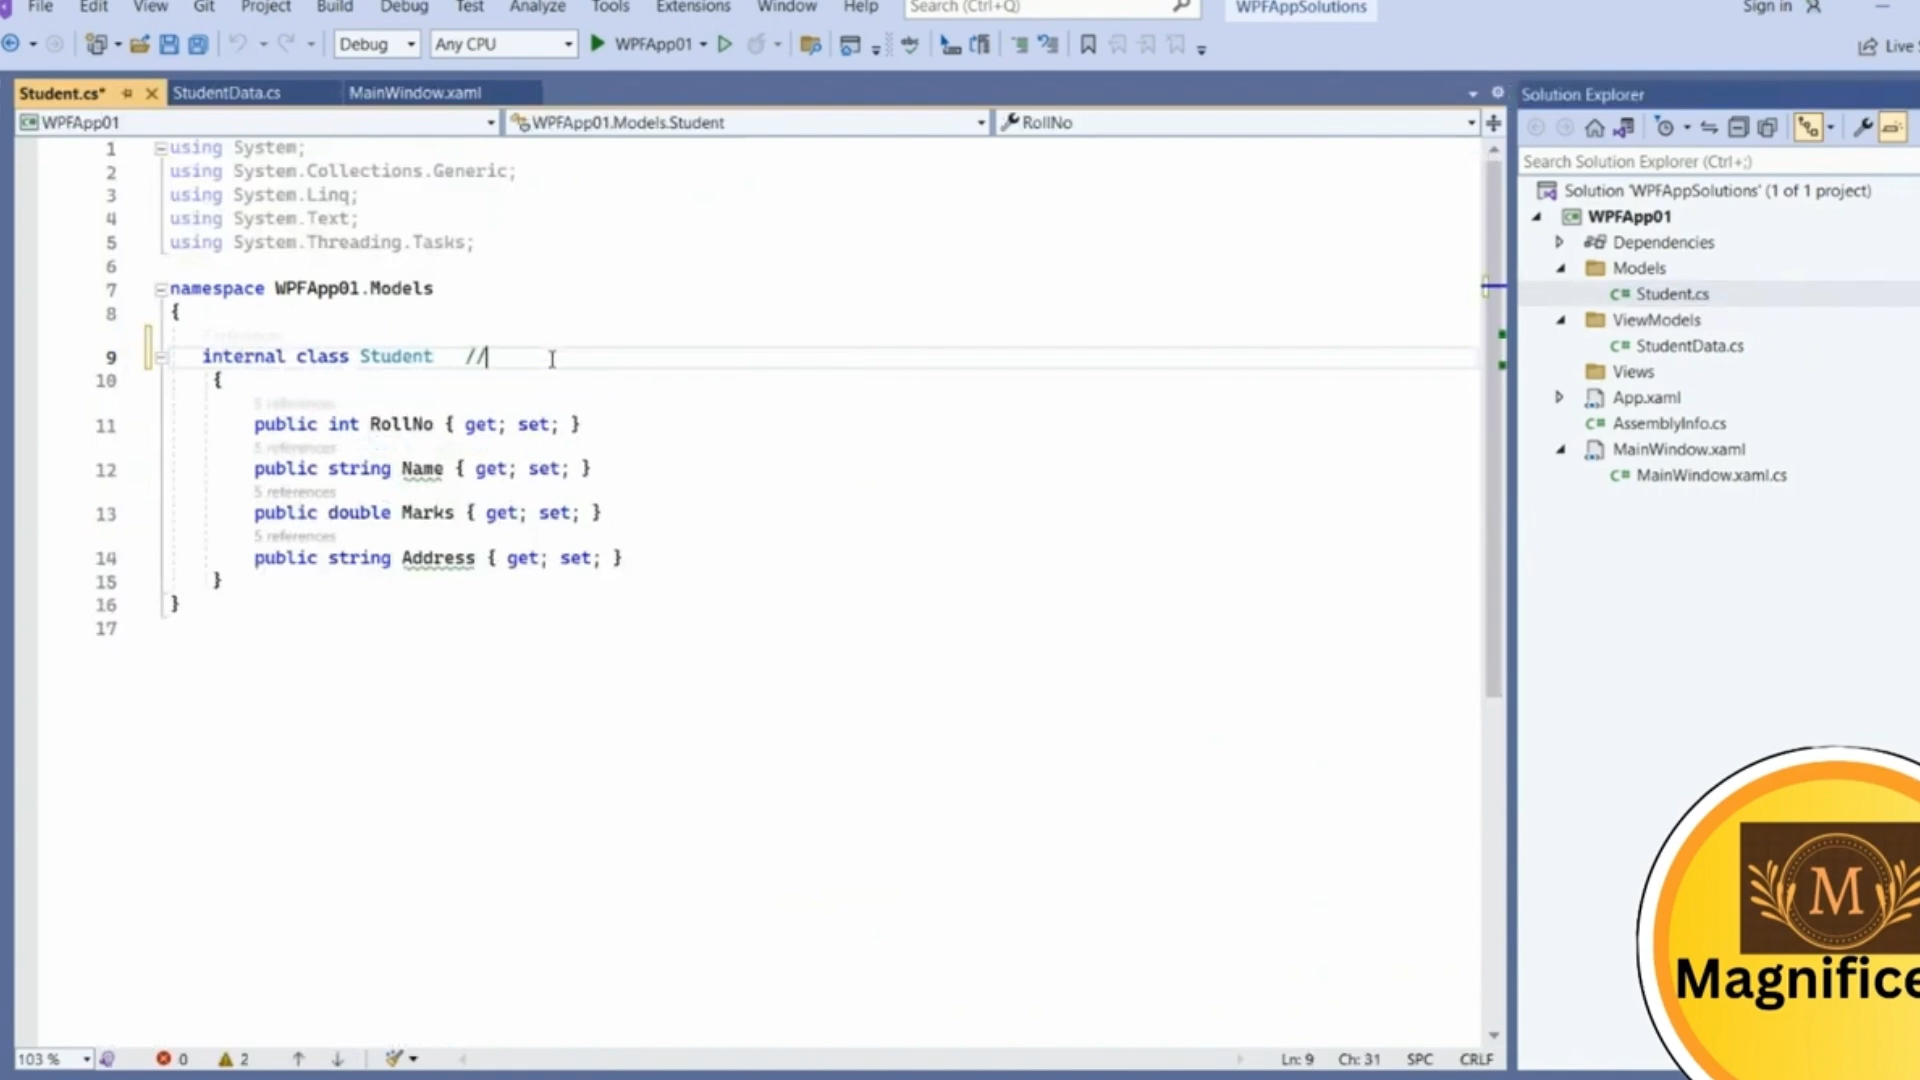 File Edit View Git Project Build Debug Test Analyze Tools Extensions Window Help Search (Ctrl+Q) WPFAppSolutions Sign in
Debug Any CPU WPFApp01 Live
Student.cs* StudentData.cs MainWindow.xaml
WPFApp01 WPFApp01.Models.Student RollNo
1 using System;
2 using System.Collections.Generic;
3 using System.Linq;
4 using System.Text;
5 using System.Threading.Tasks;
6
7 namespace WPFApp01.Models
8 {
references
9 internal class Student //
10 {
5 references
11 public int RollNo { get; set; }
5 references
12 public string Name { get; set; }
5 references
13 public double Marks { get; set; }
5 references
14 public string Address { get; set; }
15 }
16 }
17
103 % 0 2 Ln: 9 Ch: 31 SPC CRLF
Solution Explorer
Search Solution Explorer (Ctrl+;)
Solution 'WPFAppSolutions' (1 of 1 project)
WPFApp01
Dependencies
Models
C# Student.cs
ViewModels
C# StudentData.cs
Views
App.xaml
C# AssemblyInfo.cs
MainWindow.xaml
C# MainWindow.xaml.cs
M
Magnifice